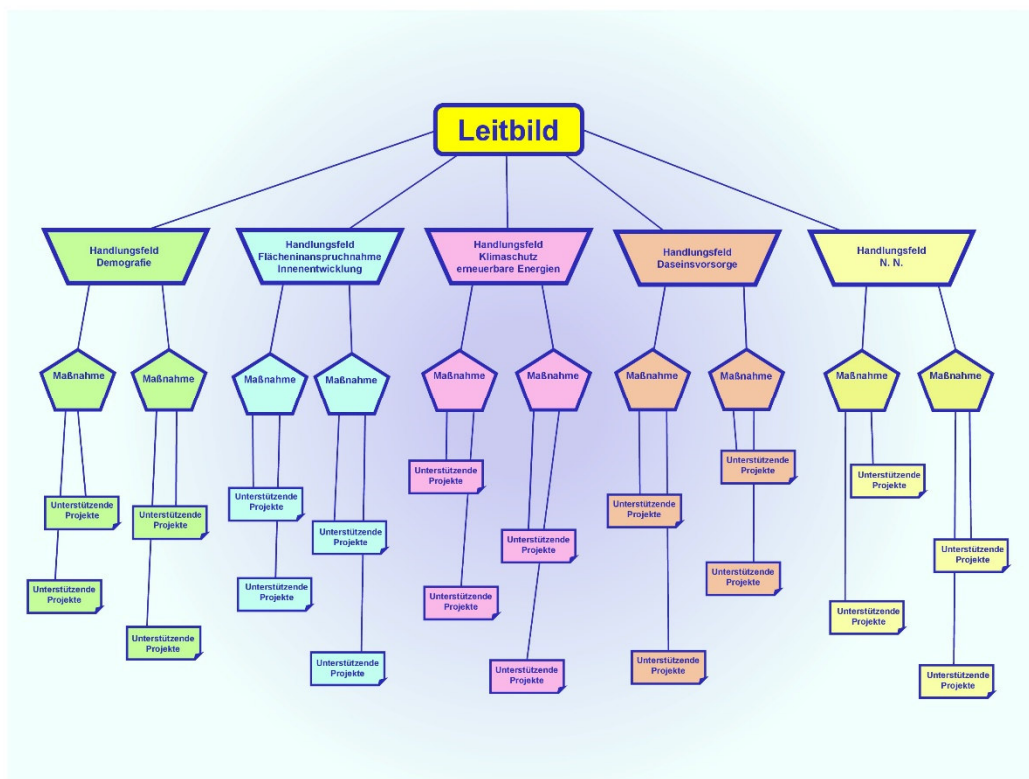 Leitbild
Handlungsfeld
Demografie
Handlungsfeld
Flächeninanspruchnahme
Innenentwicklung
Handlungsfeld
Klimaschutz
erneuerbare Energien
Handlungsfeld
Daseinsvorsorge
Handlungsfeld
N. N.
Maßnahme
Maßnahme
Maßnahme
Maßnahme
Maßnahme
Maßnahme
Maßnahme
Maßnahme
Maßnahme
Maßnahme
Unterstützende
Projekte
Unterstützende
Projekte
Unterstützende
Projekte
Unterstützende
Projekte
Unterstützende
Projekte
Unterstützende
Projekte
Unterstützende
Projekte
Unterstützende
Projekte
Unterstützende
Projekte
Unterstützende
Projekte
Unterstützende
Projekte
Unterstützende
Projekte
Unterstützende
Projekte
Unterstützende
Projekte
Unterstützende
Projekte
Unterstützende
Projekte
Unterstützende
Projekte
Unterstützende
Projekte
Unterstützende
Projekte
Unterstützende
Projekte